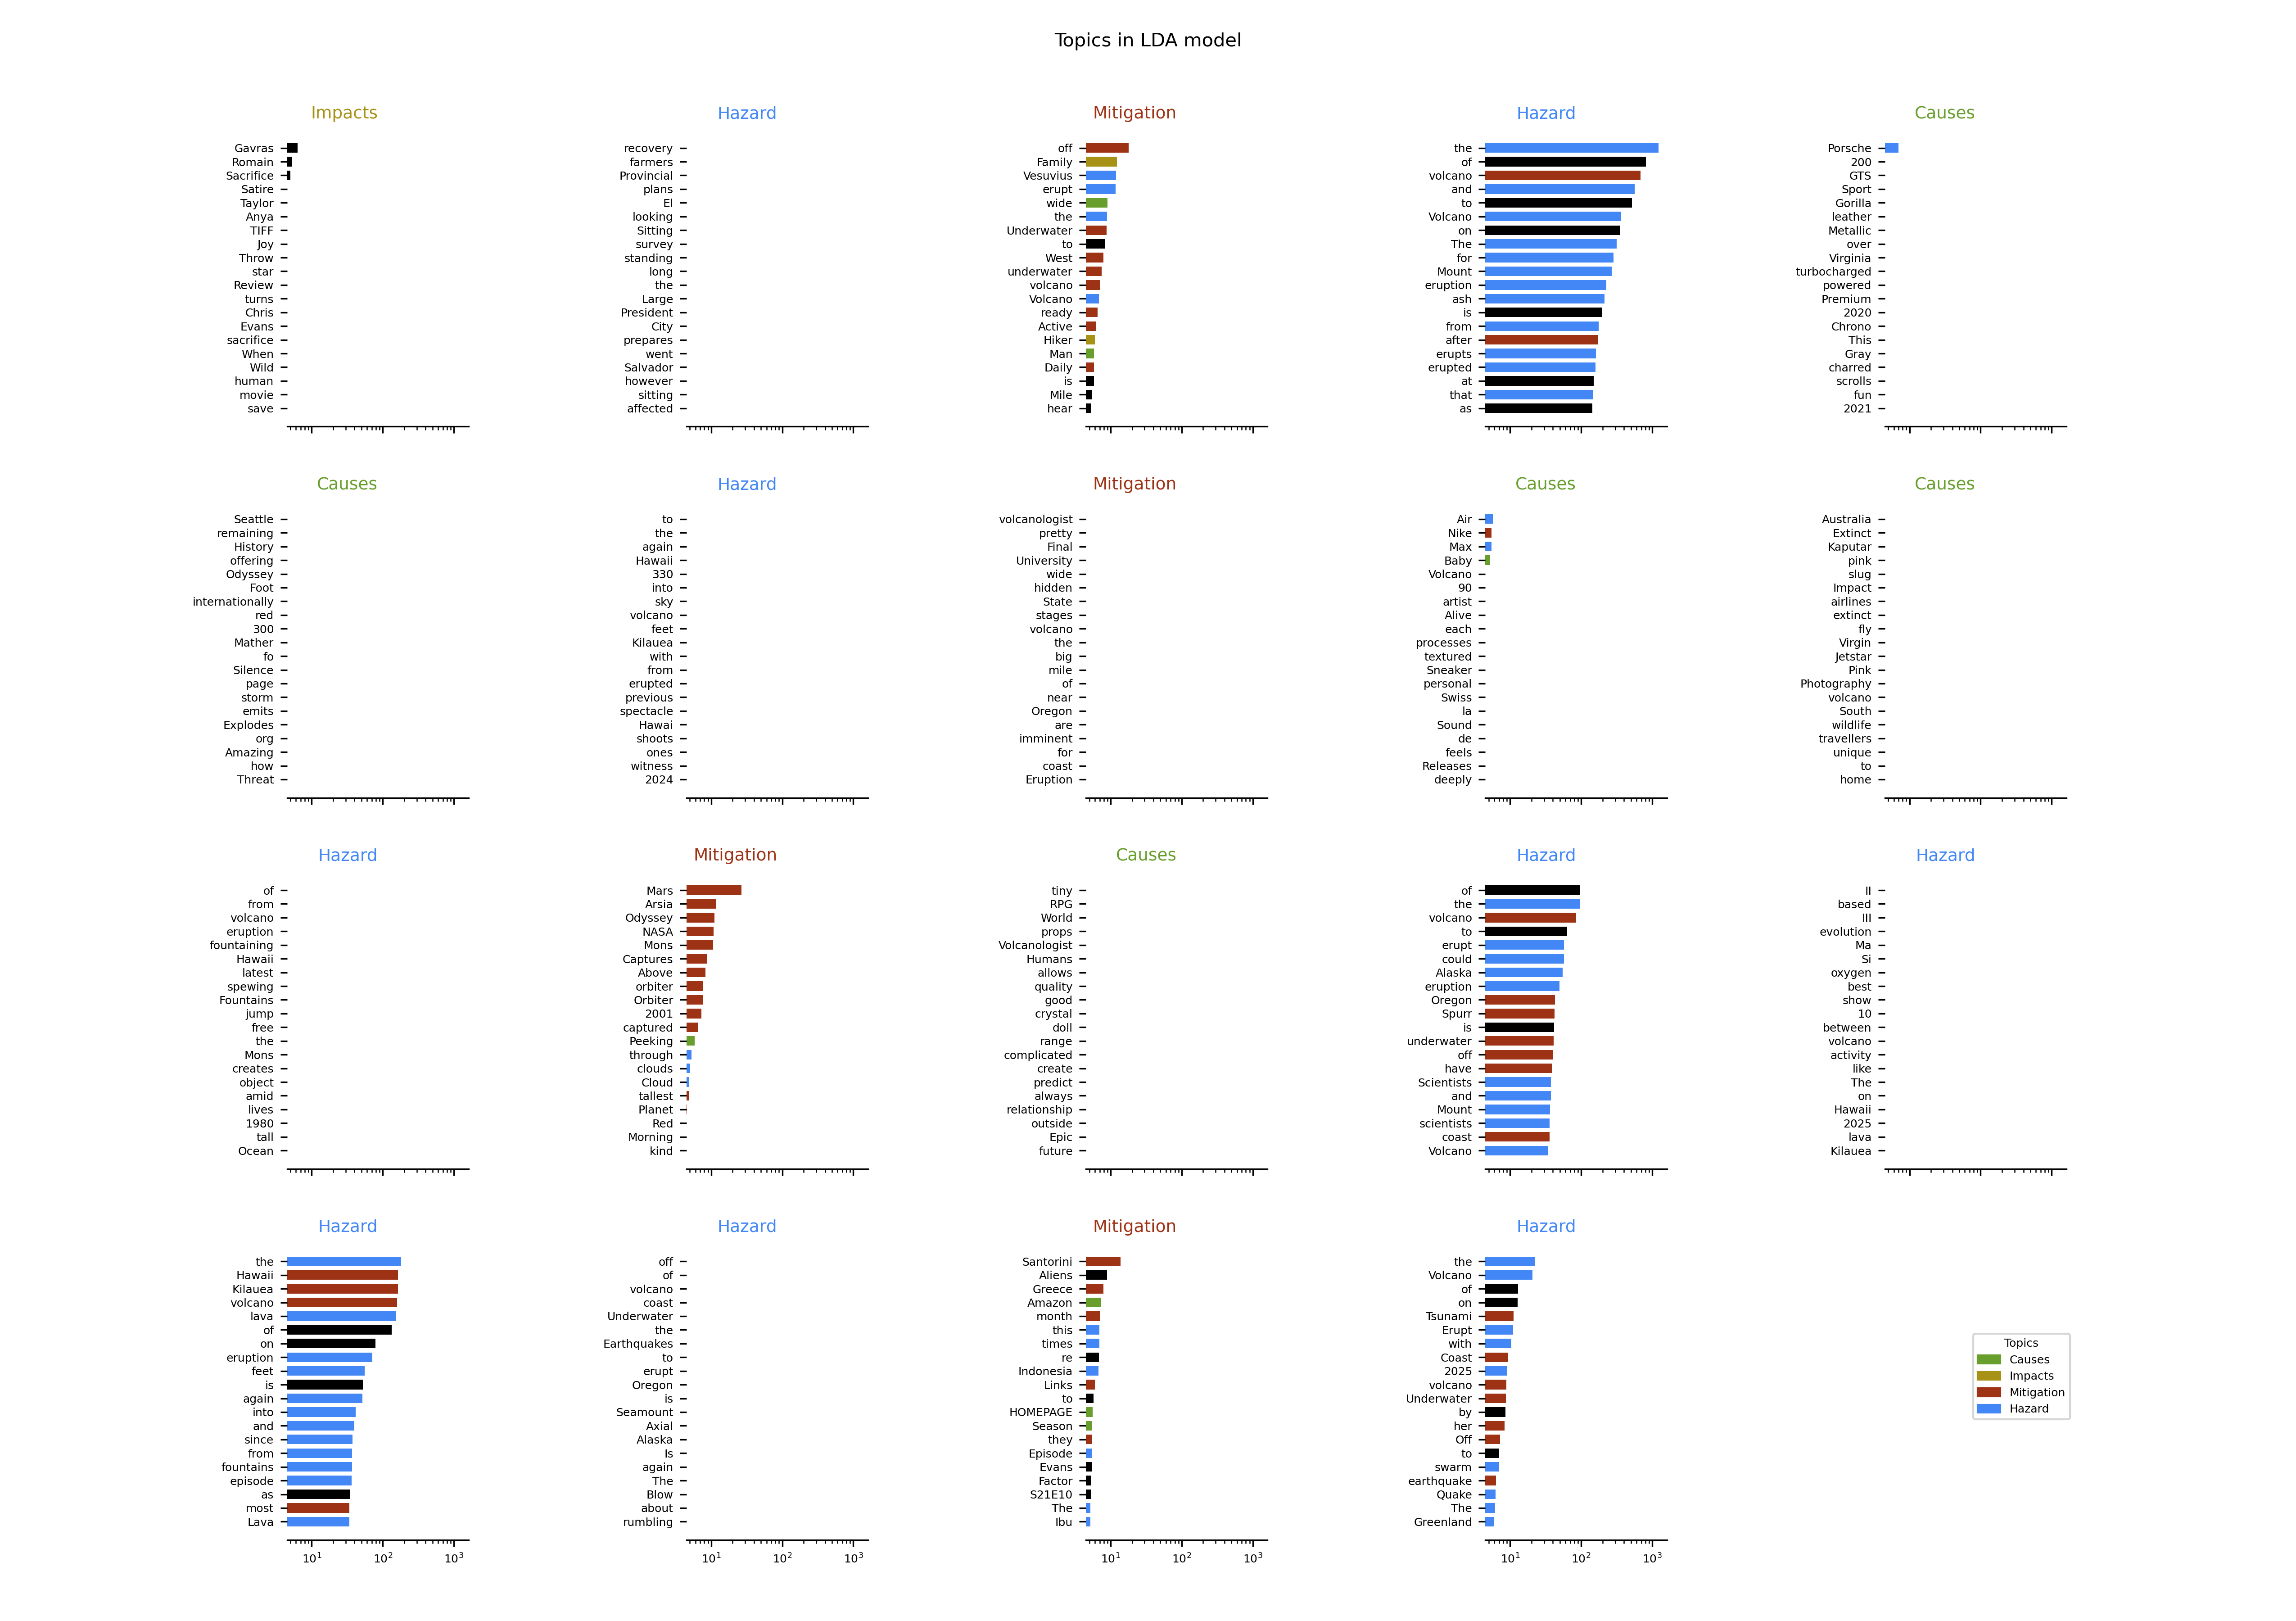 Topics in LDA model
Impacts
Gavras
Romain
Sacrifice
Satire
Taylor
Anya
TIFF
Joy
Throw
star
Review
turns
Chris
Evans
sacrifice
When
Wild
human
movie
save
Hazard
recovery
farmers
Provincial
plans
El
looking
Sitting
survey
standing
long
the
Large
President
City
prepares
went
Salvador
however
sitting
affected
Mitigation
off
Family
Vesuvius
erupt
wide
the
Underwater
to
West
underwater
volcano
Volcano
ready
Active
Hiker
Man
Daily
is
Mile
hear
Hazard
the
of
volcano
and
to
Volcano
on
The
for
Mount
eruption
ash
is
from
after
erupts
erupted
at
that
as
Causes
Porsche
200
GTS
Sport
Gorilla
leather
Metallic
over
Virginia
turbocharged
powered
Premium
2020
Chrono
This
Gray
charred
scrolls
fun
2021
Causes
Seattle
remaining
History
offering
Odyssey
Foot
internationally
red
300
Mather
fo
Silence
page
storm
emits
Explodes
org
Amazing
how
Threat
Hazard
to
the
again
Hawaii
330
into
sky
volcano
feet
Kilauea
with
from
erupted
previous
spectacle
Hawai
shoots
ones
witness
2024
Mitigation
volcanologist
pretty
Final
University
wide
hidden
State
stages
volcano
the
big
mile
of
near
Oregon
are
imminent
for
coast
Eruption
Causes
Air
Nike
Max
Baby
Volcano
90
artist
Alive
each
processes
textured
Sneaker
personal
Swiss
la
Sound
de
feels
Releases
deeply
Causes
Australia
Extinct
Kaputar
pink
slug
Impact
airlines
extinct
fly
Virgin
Jetstar
Pink
Photography
volcano
South
wildlife
travellers
unique
to
home
Hazard
of
from
volcano
eruption
fountaining
Hawaii
latest
spewing
Fountains
jump
free
the
Mons
creates
object
amid
lives
1980
tall
Ocean
Mitigation
Mars
Arsia
Odyssey
NASA
Mons
Captures
Above
orbiter
Orbiter
2001
captured
Peeking
through
clouds
Cloud
tallest
Planet
Red
Morning
kind
Causes
tiny
RPG
World
props
Volcanologist
Humans
allows
quality
good
crystal
doll
range
complicated
create
predict
always
relationship
outside
Epic
future
Hazard
of
the
volcano
to
erupt
could
Alaska
eruption
Oregon
Spurr
is
underwater
off
have
Scientists
and
Mount
scientists
coast
Volcano
Hazard
II
based
III
evolution
Ma
Si
oxygen
best
show
10
between
volcano
activity
like
The
on
Hawaii
2025
lava
Kilauea
Hazard
the
Hawaii
Kilauea
volcano
lava
of
on
eruption
feet
is
again
into
and
since
from
fountains
episode
as
most
Lava
10¹ 10² 10³
Hazard
off
of
volcano
coast
Underwater
the
Earthquakes
to
erupt
Oregon
is
Seamount
Axial
Alaska
Is
again
The
Blow
about
rumbling
10¹ 10² 10³
Mitigation
Santorini
Aliens
Greece
Amazon
month
this
times
re
Indonesia
Links
to
HOMEPAGE
Season
they
Episode
Evans
Factor
S21E10
The
Ibu
10¹ 10² 10³
Hazard
the
Volcano
of
on
Tsunami
Erupt
with
Coast
2025
volcano
Underwater
by
her
Off
to
swarm
earthquake
Quake
The
Greenland
10¹ 10² 10³
Topics
Causes
Impacts
Mitigation
Hazard